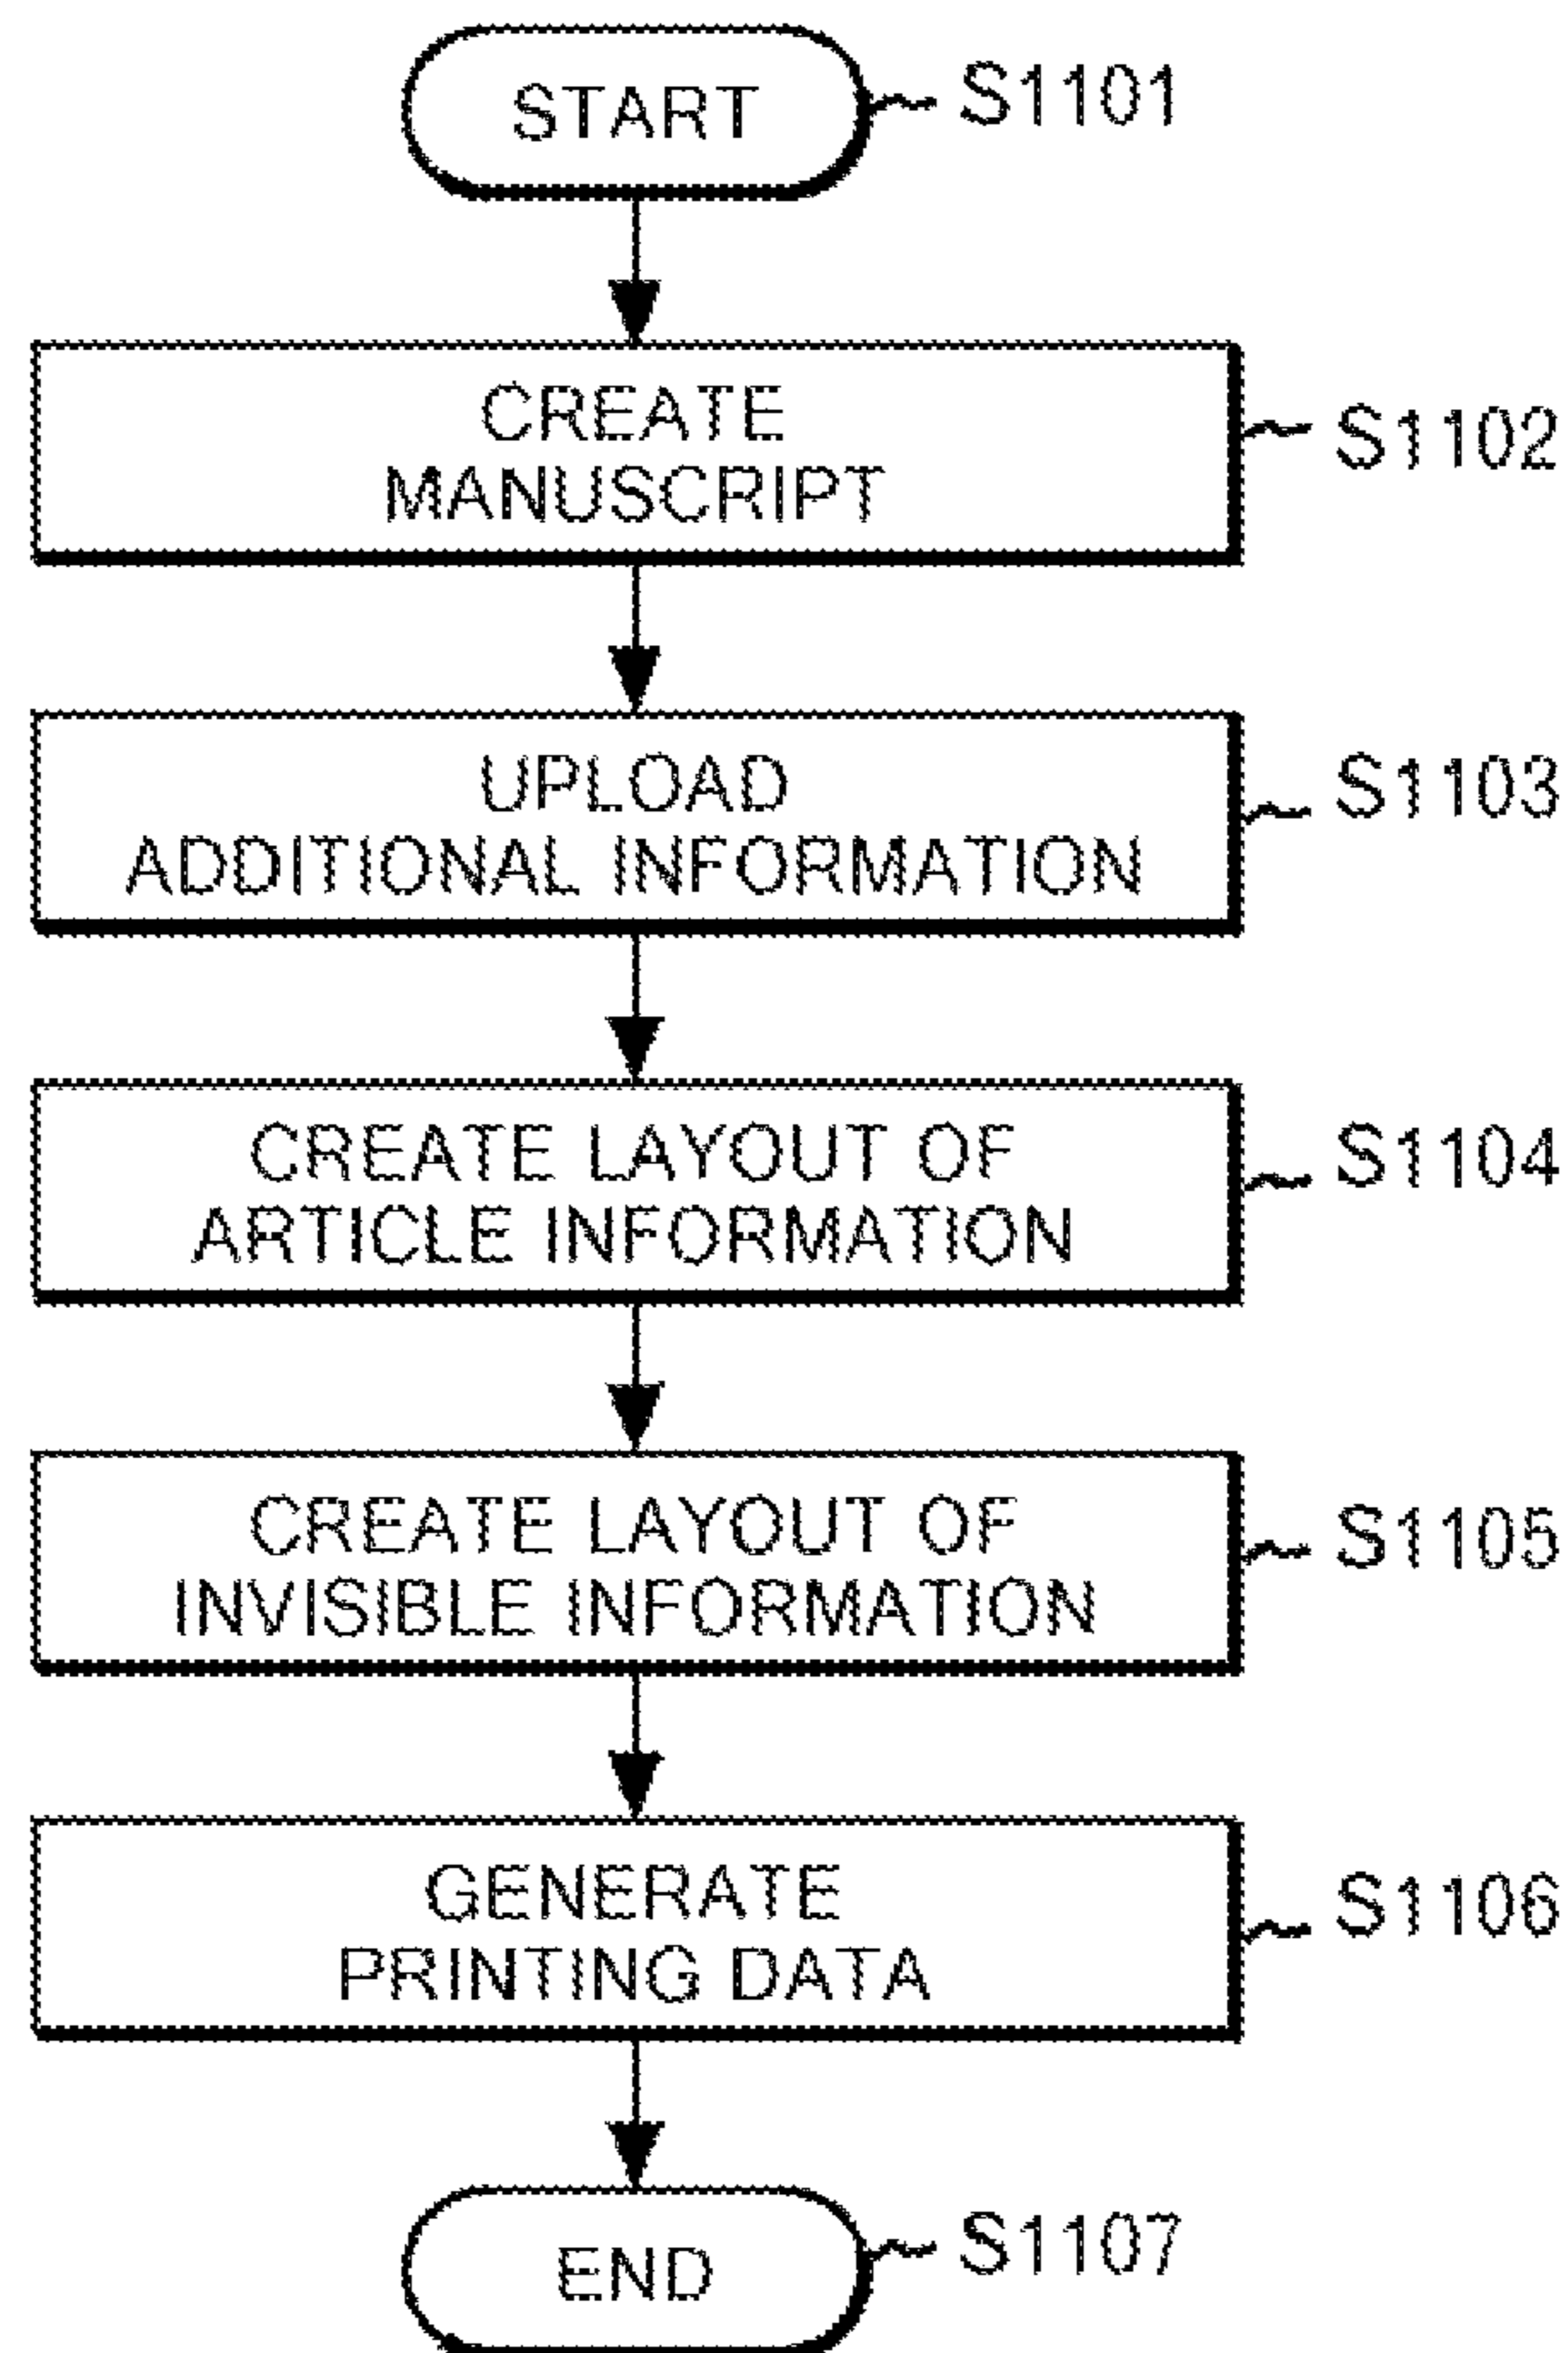 START
S1101
CREATE
MANUSCRIPT
S1102
UPLOAD
ADDITIONAL INFORMATION
S1103
CREATE LAYOUT OF
ARTICLE INFORMATION
S1104
CREATE LAYOUT OF
INVISIBLE INFORMATION
S1105
GENERATE
PRINTING DATA
S1106
END
S1107